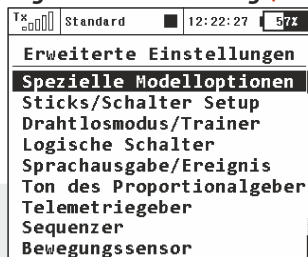 Tx Standard 12:22:27 57%
Erweiterte Einstellungen
Spezielle Modelloptionen
Sticks/Schalter Setup
Drahtlosmodus/Trainer
Logische Schalter
Sprachausgabe/Ereignis
Ton des Proportionalgeber
Telemetriegeber
Sequenzer
Bewegungssensor